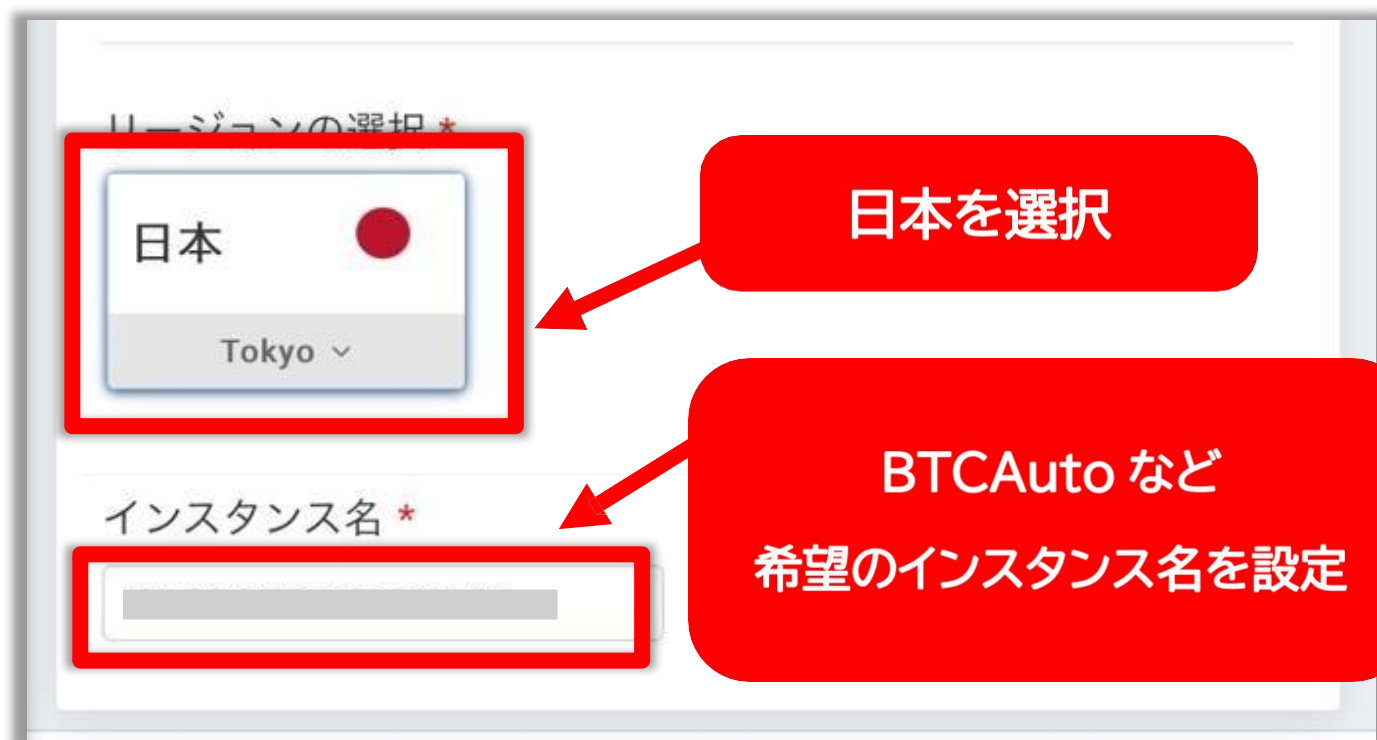 リージョンの選択 *
日本を選択
日本
Tokyo
BTCAuto など
希望のインスタンス名を設定
インスタンス名 *